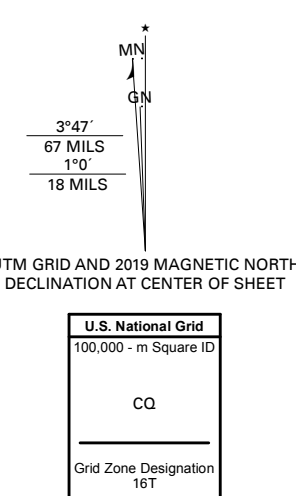 ★
MN
GN
3°47´
67 MILS
1°0´
18 MILS
UTM GRID AND 2019 MAGNETIC NORTH
DECLINATION AT CENTER OF SHEET
U.S. National Grid
100,000 - m Square ID
CQ
Grid Zone Designation
16T